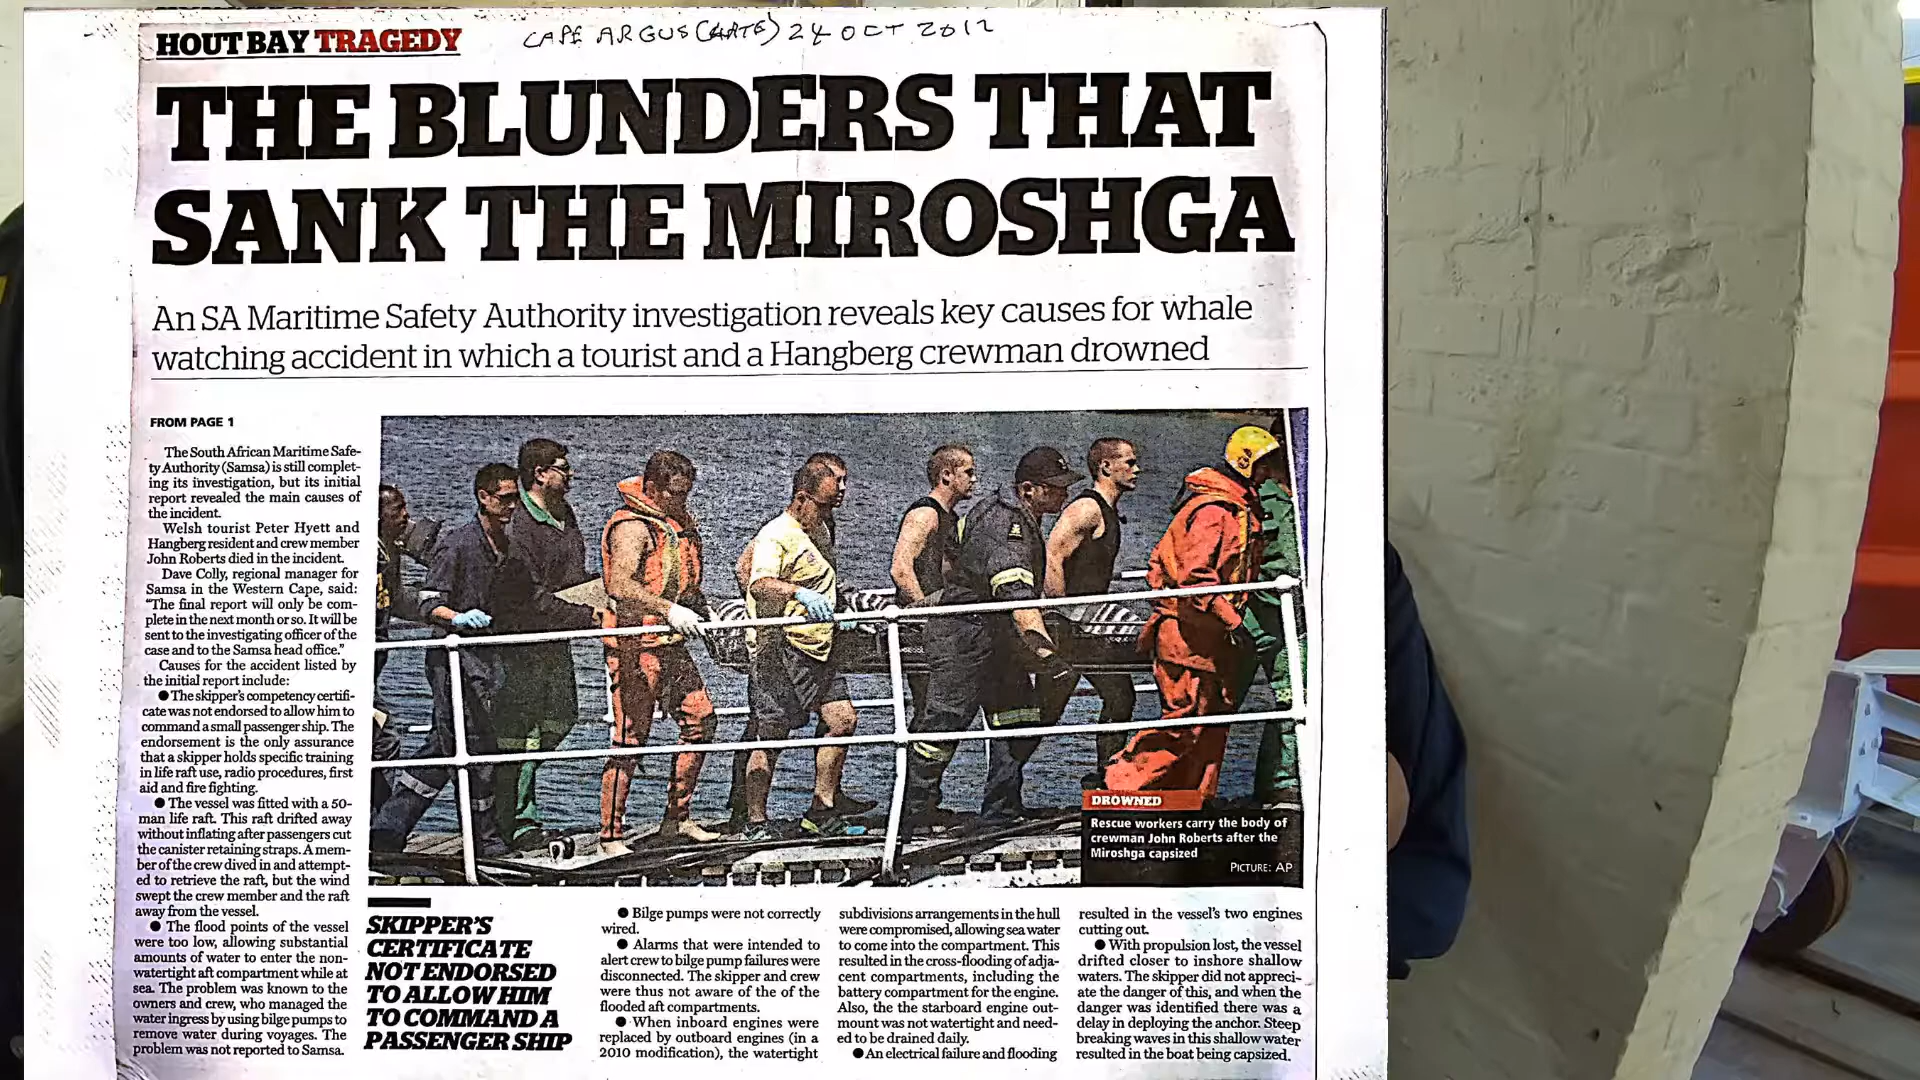 HOUT BAY TRAGEDY
CAPE ARGUS (LATE) 24 OCT 2012
THE BLUNDERS THAT
SANK THE MIROSHGA
An SA Maritime Safety Authority investigation reveals key causes for whale
watching accident in which a tourist and a Hangberg crewman drowned
FROM PAGE 1
The South African Maritime Safe-
ty Authority (Samsa) is still complet-
ing its investigation, but its initial
report revealed the main causes of
the incident.
Welsh tourist Peter Hyett and
Hangberg resident and crew member
John Roberts died in the incident.
Dave Colly, regional manager for
Samsa in the Western Cape, said:
“The final report will only be com-
plete in the next month or so. It will be
sent to the investigating officer of the
case and to the Samsa head office.”
Causes for the accident listed by
the initial report include:
● The skipper’s competency certifi-
cate was not endorsed to allow him to
command a small passenger ship. The
endorsement is the only assurance
that a skipper holds specific training
in life raft use, radio procedures, first
aid and fire fighting.
● The vessel was fitted with a 50-
man life raft. This raft drifted away
without inflating after passengers cut
the canister retaining straps. A mem-
ber of the crew dived in and attempt-
ed to retrieve the raft, but the wind
swept the crew member and the raft
away from the vessel.
● The flood points of the vessel
were too low, allowing substantial
amounts of water to enter the non-
watertight aft compartment while at
sea. The problem was known to the
owners and crew, who managed the
water ingress by using bilge pumps to
remove water during voyages. The
problem was not reported to Samsa.
DROWNED
Rescue workers carry the body of
crewman John Roberts after the
Miroshga capsized
PICTURE: AP
SKIPPER’S
CERTIFICATE
NOT ENDORSED
TO ALLOW HIM
TO COMMAND A
PASSENGER SHIP
● Bilge pumps were not correctly
wired.
● Alarms that were intended to
alert crew to bilge pump failures were
disconnected. The skipper and crew
were thus not aware of the of the
flooded aft compartments.
● When inboard engines were
replaced by outboard engines (in a
2010 modification), the watertight
subdivisions arrangements in the hull
were compromised, allowing sea water
to come into the compartment. This
resulted in the cross-flooding of adja-
cent compartments, including the
battery compartment for the engine.
Also, the the starboard engine out-
mount was not watertight and need-
ed to be drained daily.
● An electrical failure and flooding
resulted in the vessel’s two engines
cutting out.
● With propulsion lost, the vessel
drifted closer to inshore shallow
waters. The skipper did not appreci-
ate the danger of this, and when the
danger was identified there was a
delay in deploying the anchor. Steep
breaking waves in this shallow water
resulted in the boat being capsized.